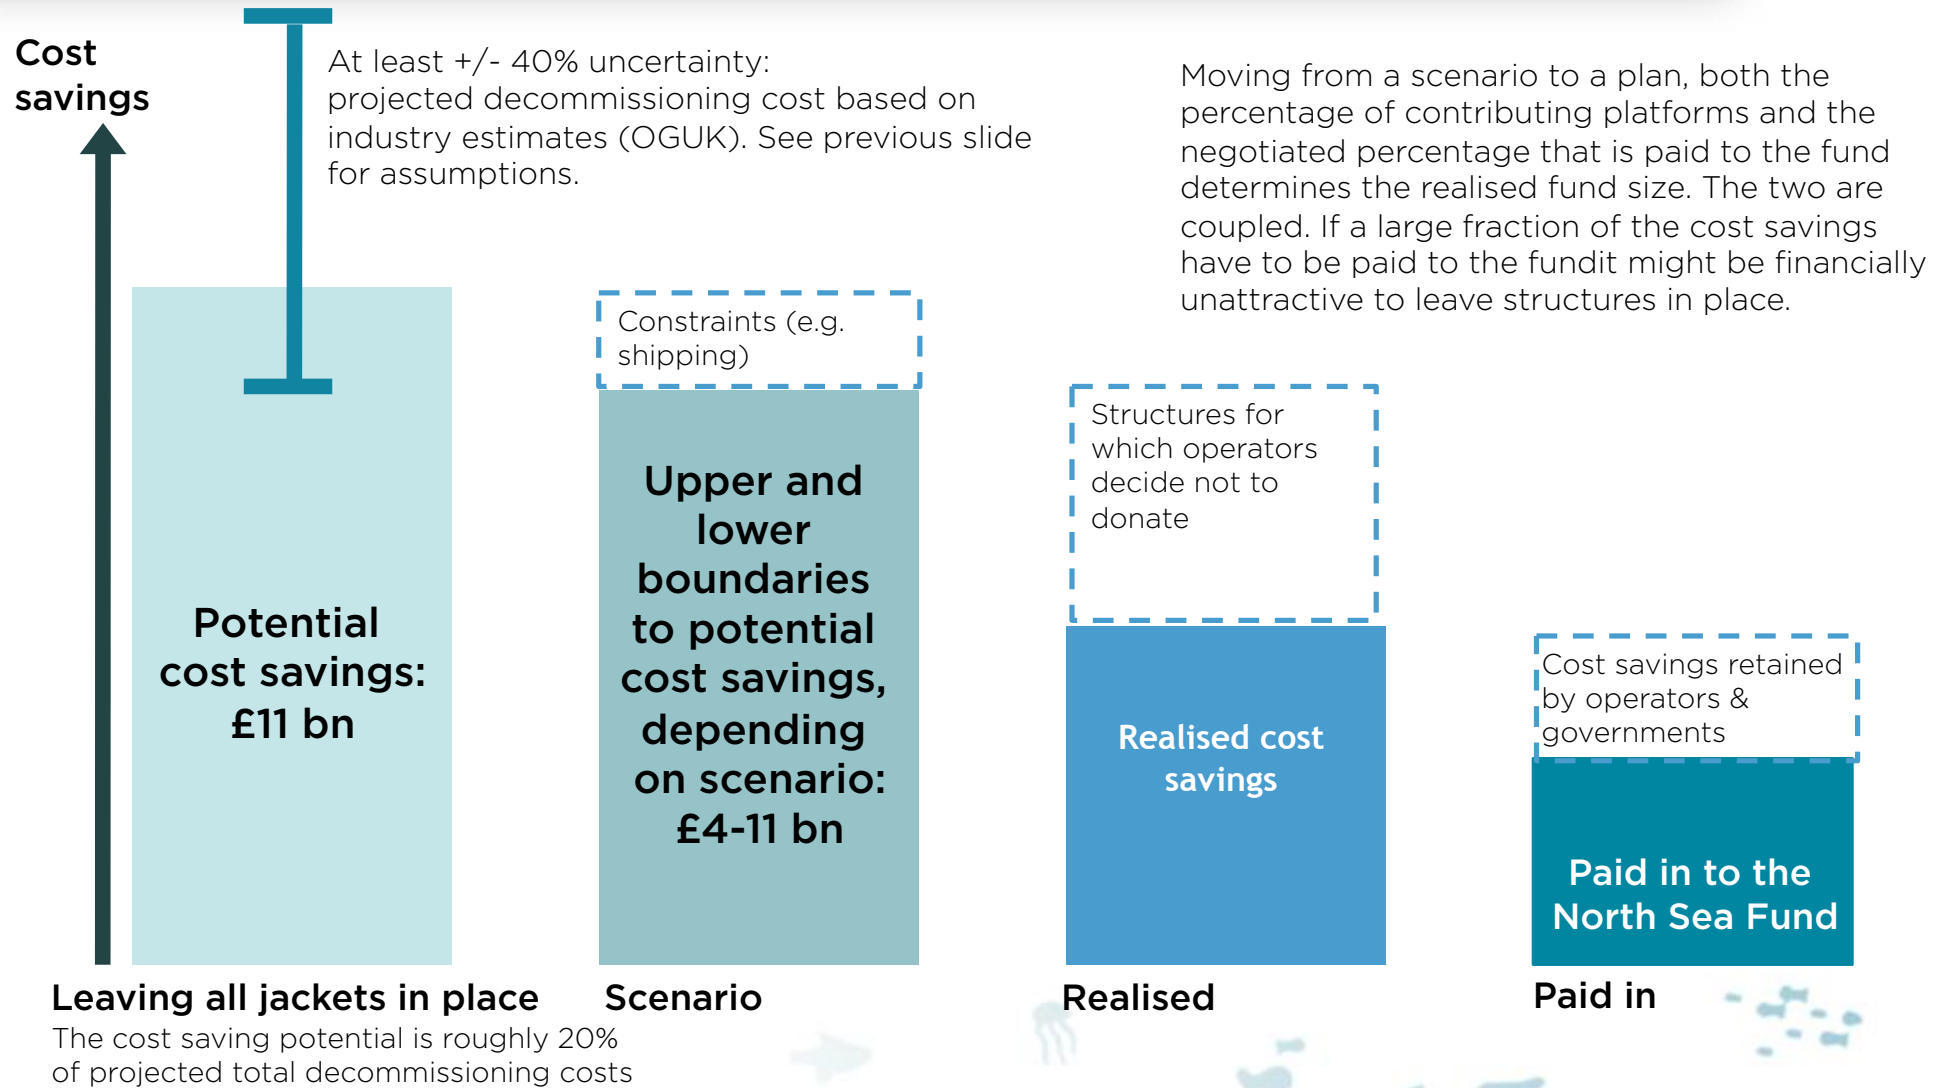 Cost
savings
At least +/- 40% uncertainty:
projected decommissioning cost based on
industry estimates (OGUK). See previous slide
for assumptions.
Moving from a scenario to a plan, both the
percentage of contributing platforms and the
negotiated percentage that is paid to the fund
determines the realised fund size. The two are
coupled. If a large fraction of the cost savings
have to be paid to the fundit might be financially
unattractive to leave structures in place.
Potential
cost savings:
£11 bn
Constraints (e.g.
shipping)
Upper and
lower
boundaries
to potential
cost savings,
depending
on scenario:
£4-11 bn
Structures for
which operators
decide not to
donate
Realised cost
savings
Cost savings retained
by operators &
governments
Paid in to the
North Sea Fund
Leaving all jackets in place
The cost saving potential is roughly 20%
of projected total decommissioning costs
Scenario
Realised
Paid in